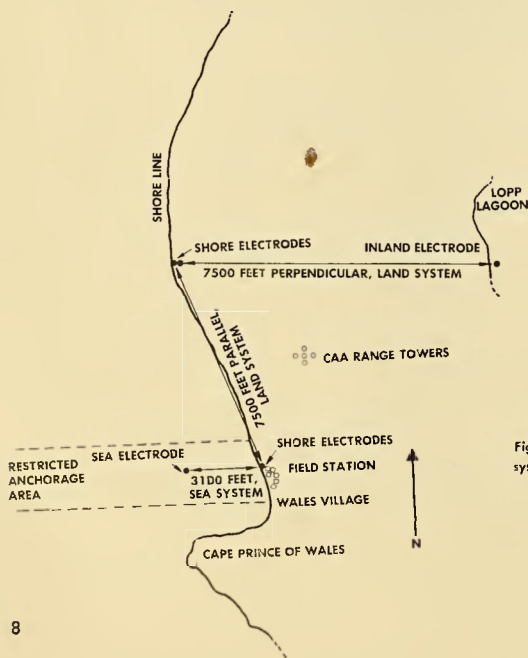 SHORE LINE
LOPP
LAGOON
SHORE ELECTRODES
INLAND ELECTRODE
7500 FEET PERPENDICULAR, LAND SYSTEM
7500 FEET PARALLEL,
LAND SYSTEM
CAA RANGE TOWERS
SHORE ELECTRODES
SEA ELECTRODE
RESTRICTED
ANCHORAGE
AREA
FIELD STATION
3100 FEET,
SEA SYSTEM
WALES VILLAGE
CAPE PRINCE OF WALES
N
Fig
sys
8